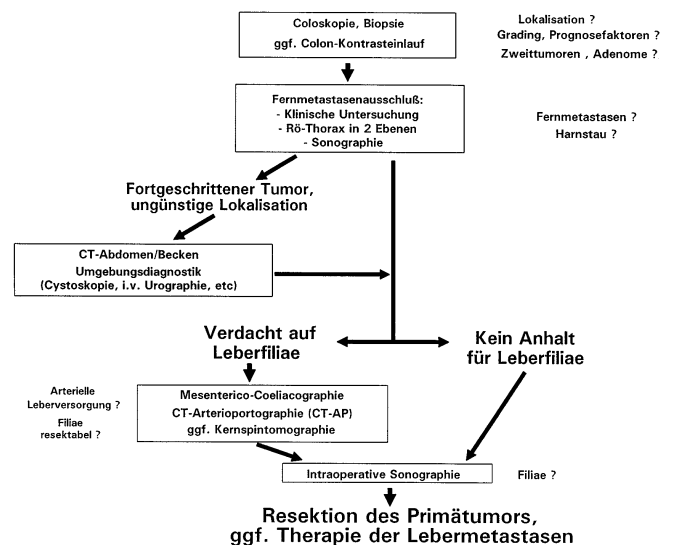 Coloskopie, Biopsie
ggf. Colon-Kontrasteinlauf
Lokalisation ?
Grading, Prognosefaktoren ?
Zweittumoren , Adenome ?
Fernmetastasenausschluß:
- Klinische Untersuchung
- Rö-Thorax in 2 Ebenen
- Sonographie
Fernmetastasen ?
Harnstau ?
Fortgeschrittener Tumor,
ungünstige Lokalisation
CT-Abdomen/Becken
Umgebungsdiagnostik
(Cystoskopie, i.v. Urographie, etc)
Verdacht auf
Leberfiliae
Kein Anhalt
für Leberfiliae
Arterielle
Leberversorgung ?
Filiae
resektabel ?
Mesenterico-Coeliacographie
CT-Arterioportographie (CT-AP)
ggf. Kernspintomographie
Intraoperative Sonographie
Filiae ?
Resektion des Primätumors,
ggf. Therapie der Lebermetastasen